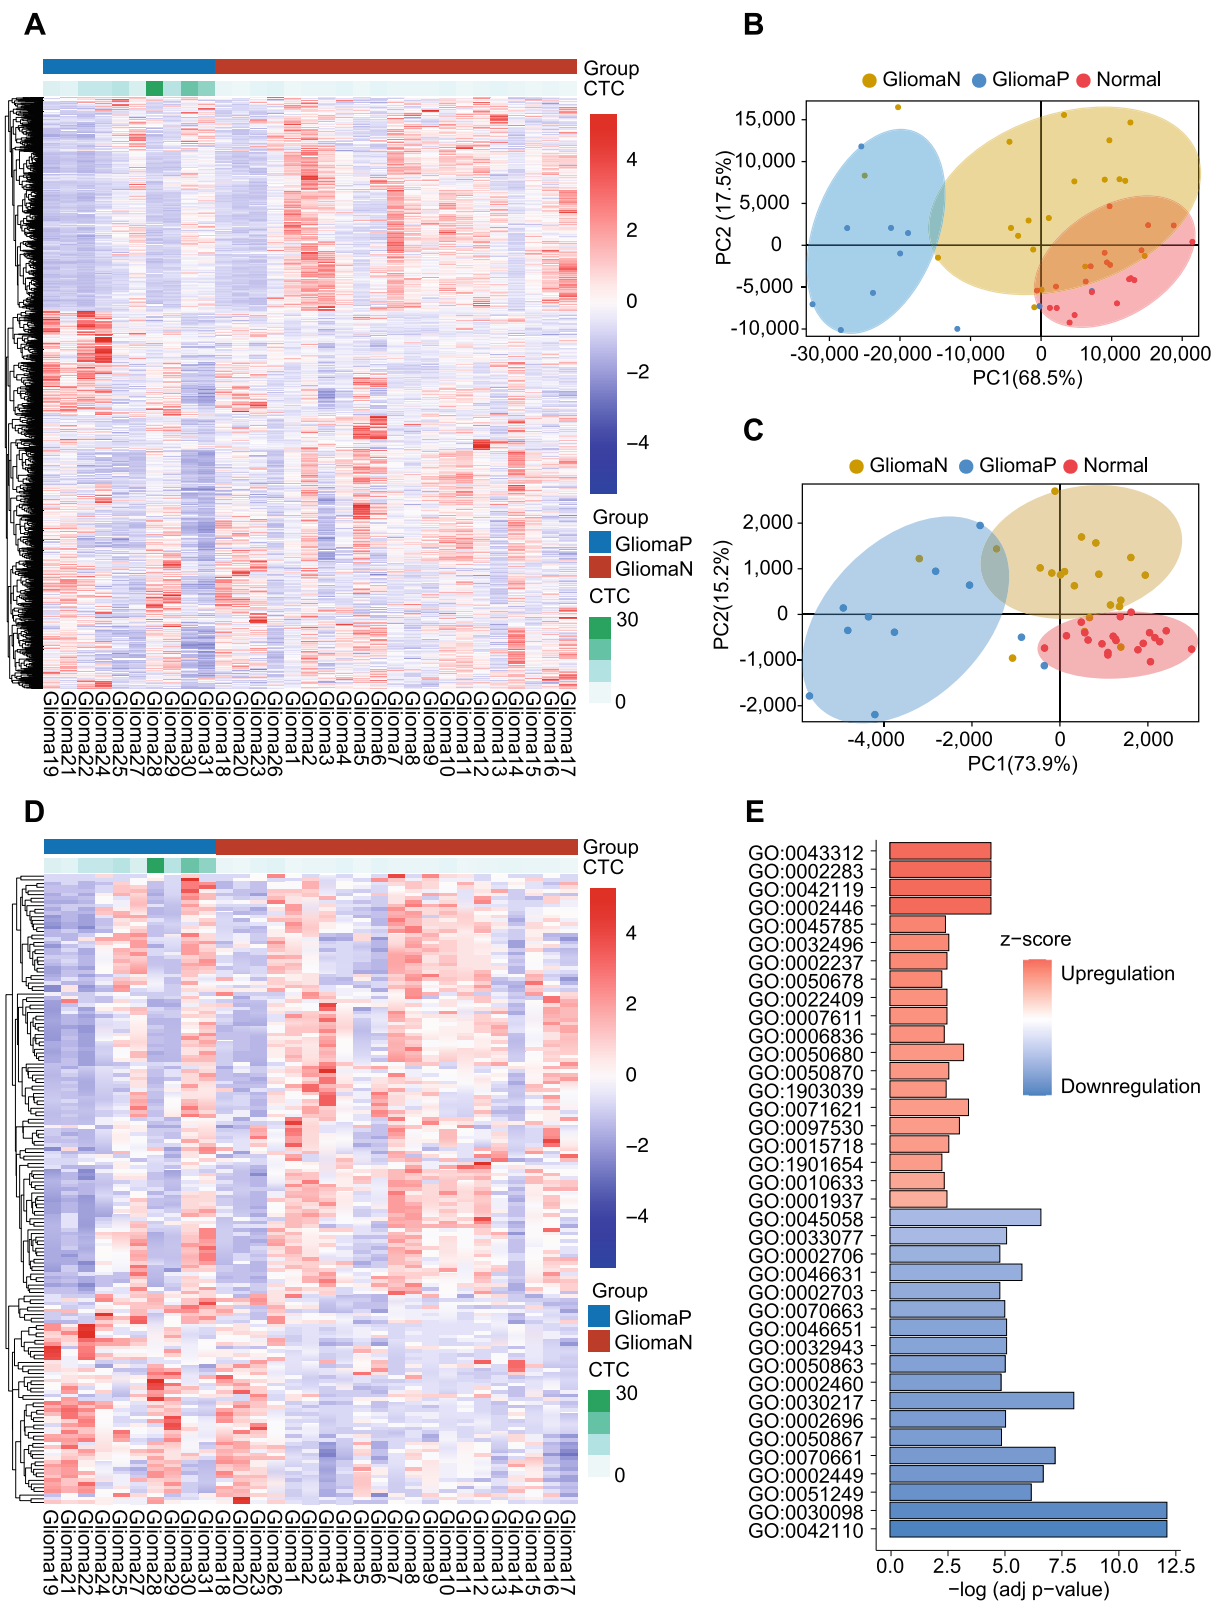 A
Group
CTC
4
2
0
−2
−4
Group
GliomaP
GliomaN
CTC
30
0
Glioma19
Glioma21
Glioma22
Glioma24
Glioma25
Glioma27
Glioma28
Glioma29
Glioma30
Glioma31
Glioma18
Glioma20
Glioma23
Glioma26
Glioma1
Glioma2
Glioma3
Glioma4
Glioma5
Glioma6
Glioma7
Glioma8
Glioma9
Glioma10
Glioma11
Glioma12
Glioma13
Glioma14
Glioma15
Glioma16
Glioma17
B
GliomaN GliomaP Normal
PC2 (17.5%)
15,000
10,000
5,000
0
-5,000
-10,000
-30,000 -20,000 -10,000 0 10,000 20,000
PC1(68.5%)
C
GliomaN GliomaP Normal
PC2(15.2%)
2,000
1,000
0
-1,000
-2,000
-4,000 -2,000 0 2,000
PC1(73.9%)
D
Group
CTC
4
2
0
−2
−4
Group
GliomaP
GliomaN
CTC
30
0
Glioma19
Glioma21
Glioma22
Glioma24
Glioma25
Glioma27
Glioma28
Glioma29
Glioma30
Glioma31
Glioma18
Glioma20
Glioma23
Glioma26
Glioma1
Glioma2
Glioma3
Glioma4
Glioma5
Glioma6
Glioma7
Glioma8
Glioma9
Glioma10
Glioma11
Glioma12
Glioma13
Glioma14
Glioma15
Glioma16
Glioma17
E
GO:0043312
GO:0002283
GO:0042119
GO:0002446
GO:0045785
GO:0032496
GO:0002237
GO:0050678
GO:0022409
GO:0007611
GO:0006836
GO:0050680
GO:0050870
GO:1903039
GO:0071621
GO:0097530
GO:0015718
GO:1901654
GO:0010633
GO:0001937
GO:0045058
GO:0033077
GO:0002706
GO:0046631
GO:0002703
GO:0070663
GO:0046651
GO:0032943
GO:0050863
GO:0002460
GO:0030217
GO:0002696
GO:0050867
GO:0070661
GO:0002449
GO:0051249
GO:0030098
GO:0042110
z−score
Upregulation
Downregulation
0.0 2.5 5.0 7.5 10.0 12.5
−log (adj p−value)